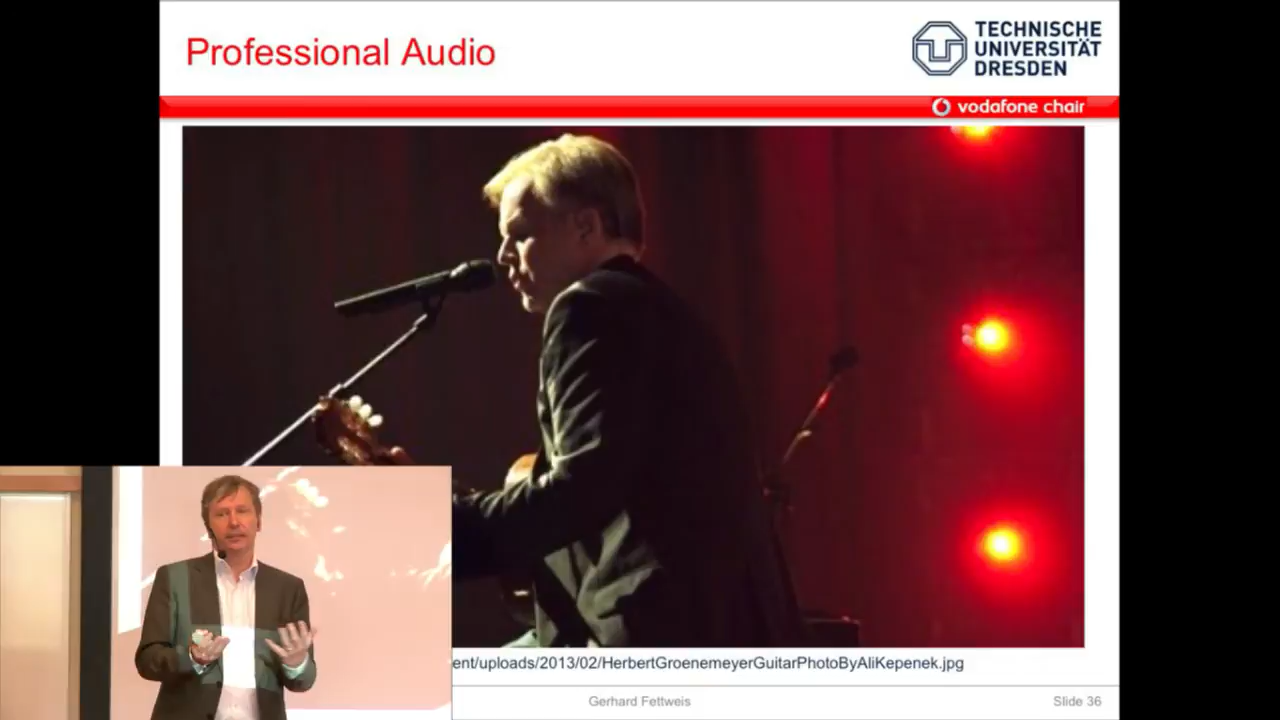 Professional Audio
TECHNISCHE
UNIVERSITÄT
DRESDEN
vodafone chair
ent/uploads/2013/02/HerbertGroenemeyerGuitarPhotoByAliKepenek.jpg
Gerhard Fettweis
Slide 36